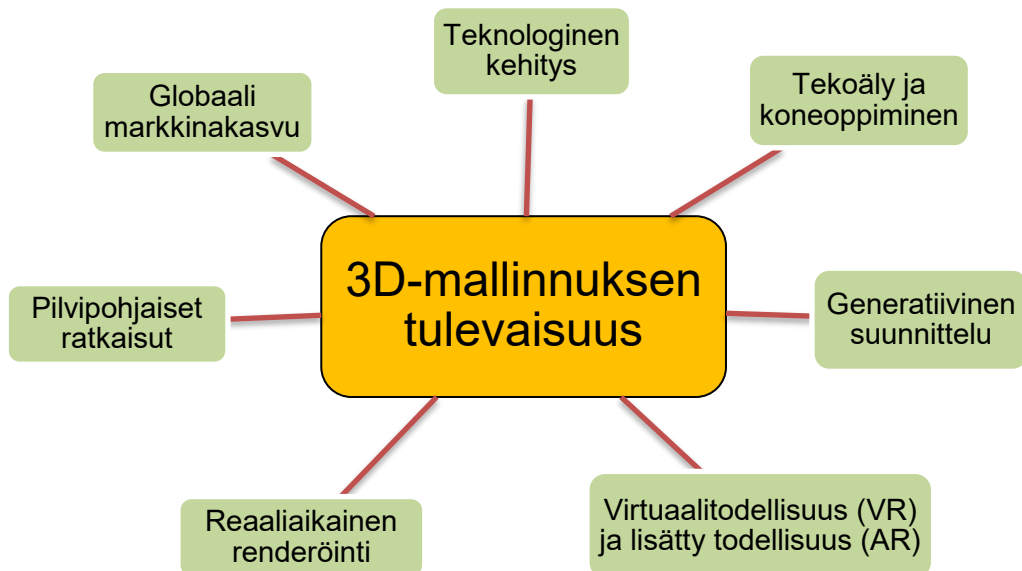 Teknologinen
kehitys
Globaali
markkinakasvu
Tekoäly ja
koneoppiminen
3D-mallinnuksen
tulevaisuus
Pilvipohjaiset
ratkaisut
Generatiivinen
suunnittelu
Reaaliaikainen
renderöinti
Virtuaalitodellisuus (VR)
ja lisätty todellisuus (AR)